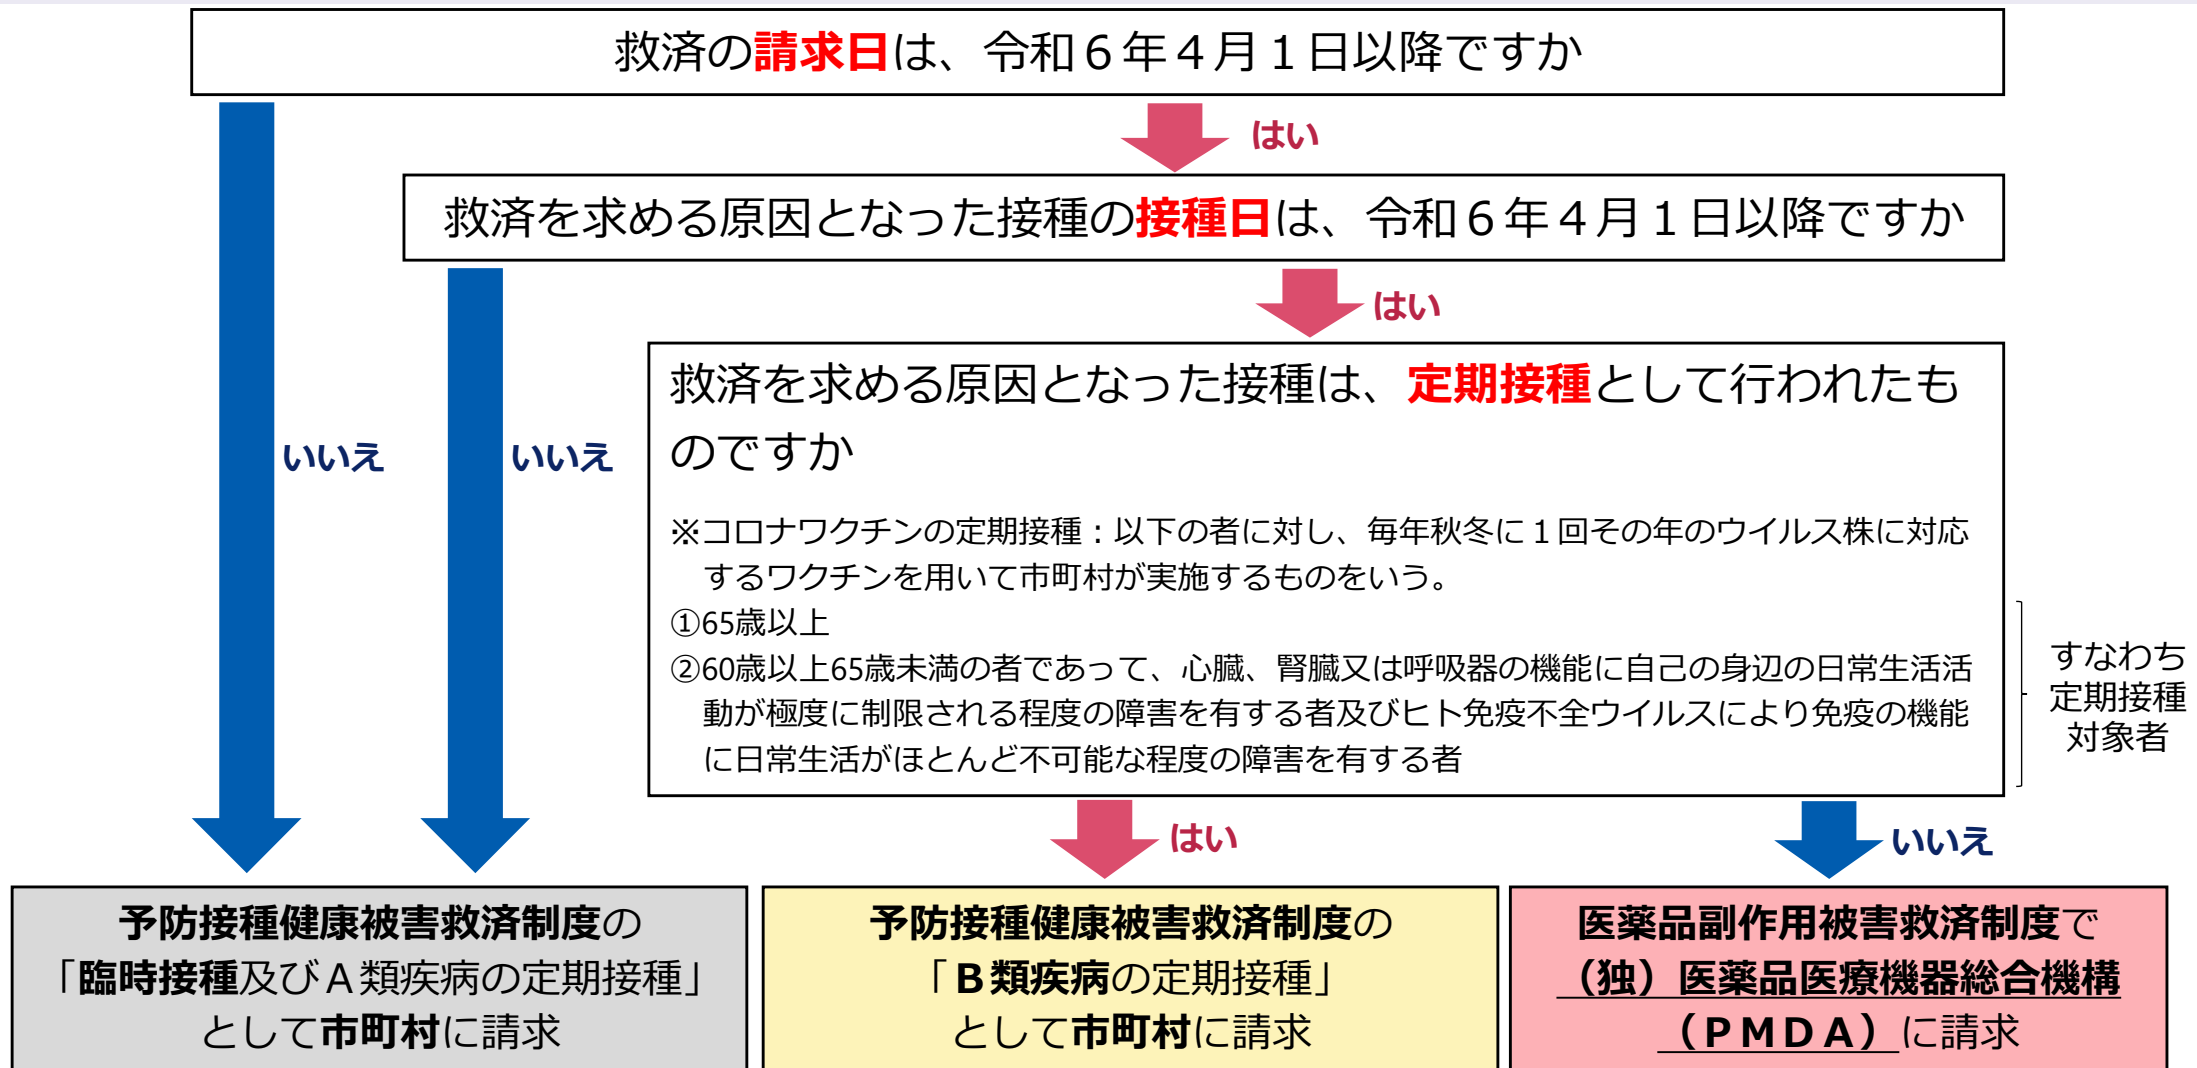 救済の請求日は、令和６年４月１日以降ですか
はい
救済を求める原因となった接種の接種日は、令和６年４月１日以降ですか
はい
いいえ
いいえ
救済を求める原因となった接種は、定期接種として行われたも
のですか
※コロナワクチンの定期接種：以下の者に対し、毎年秋冬に１回その年のウイルス株に対応
するワクチンを用いて市町村が実施するものをいう。
①65歳以上
②60歳以上65歳未満の者であって、心臓、腎臓又は呼吸器の機能に自己の身辺の日常生活活
動が極度に制限される程度の障害を有する者及びヒト免疫不全ウイルスにより免疫の機能
に日常生活がほとんど不可能な程度の障害を有する者
すなわち
定期接種
対象者
はい
いいえ
予防接種健康被害救済制度の
「臨時接種及びＡ類疾病の定期接種」
として市町村に請求
予防接種健康被害救済制度の
「Ｂ類疾病の定期接種」
として市町村に請求
医薬品副作用被害救済制度で
（独）医薬品医療機器総合機構
（ＰＭＤＡ）に請求